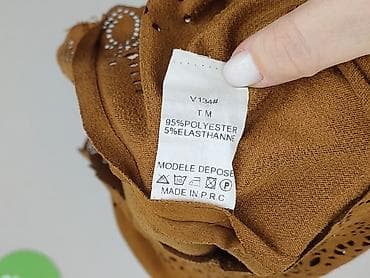 V134#
T M
95%POLYESTER
5%ELASTHANNE
MODELE DEPOSE
P
MADE IN P.R.C